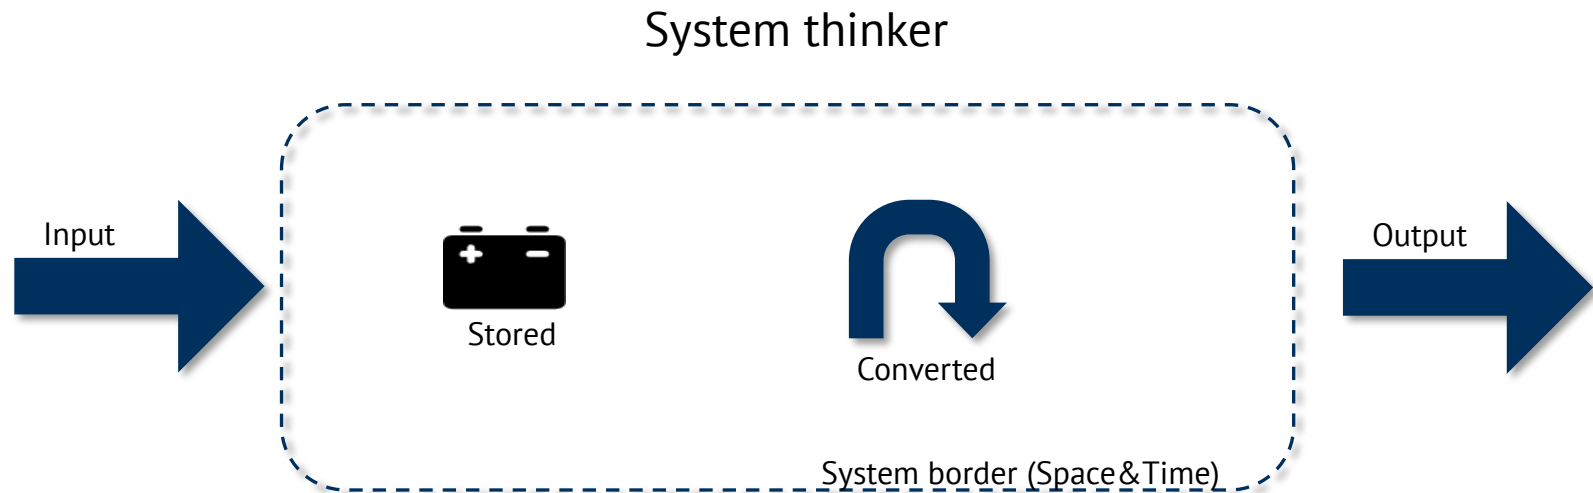 System thinker
Input
Output
Stored
Converted
System border (Space&Time)